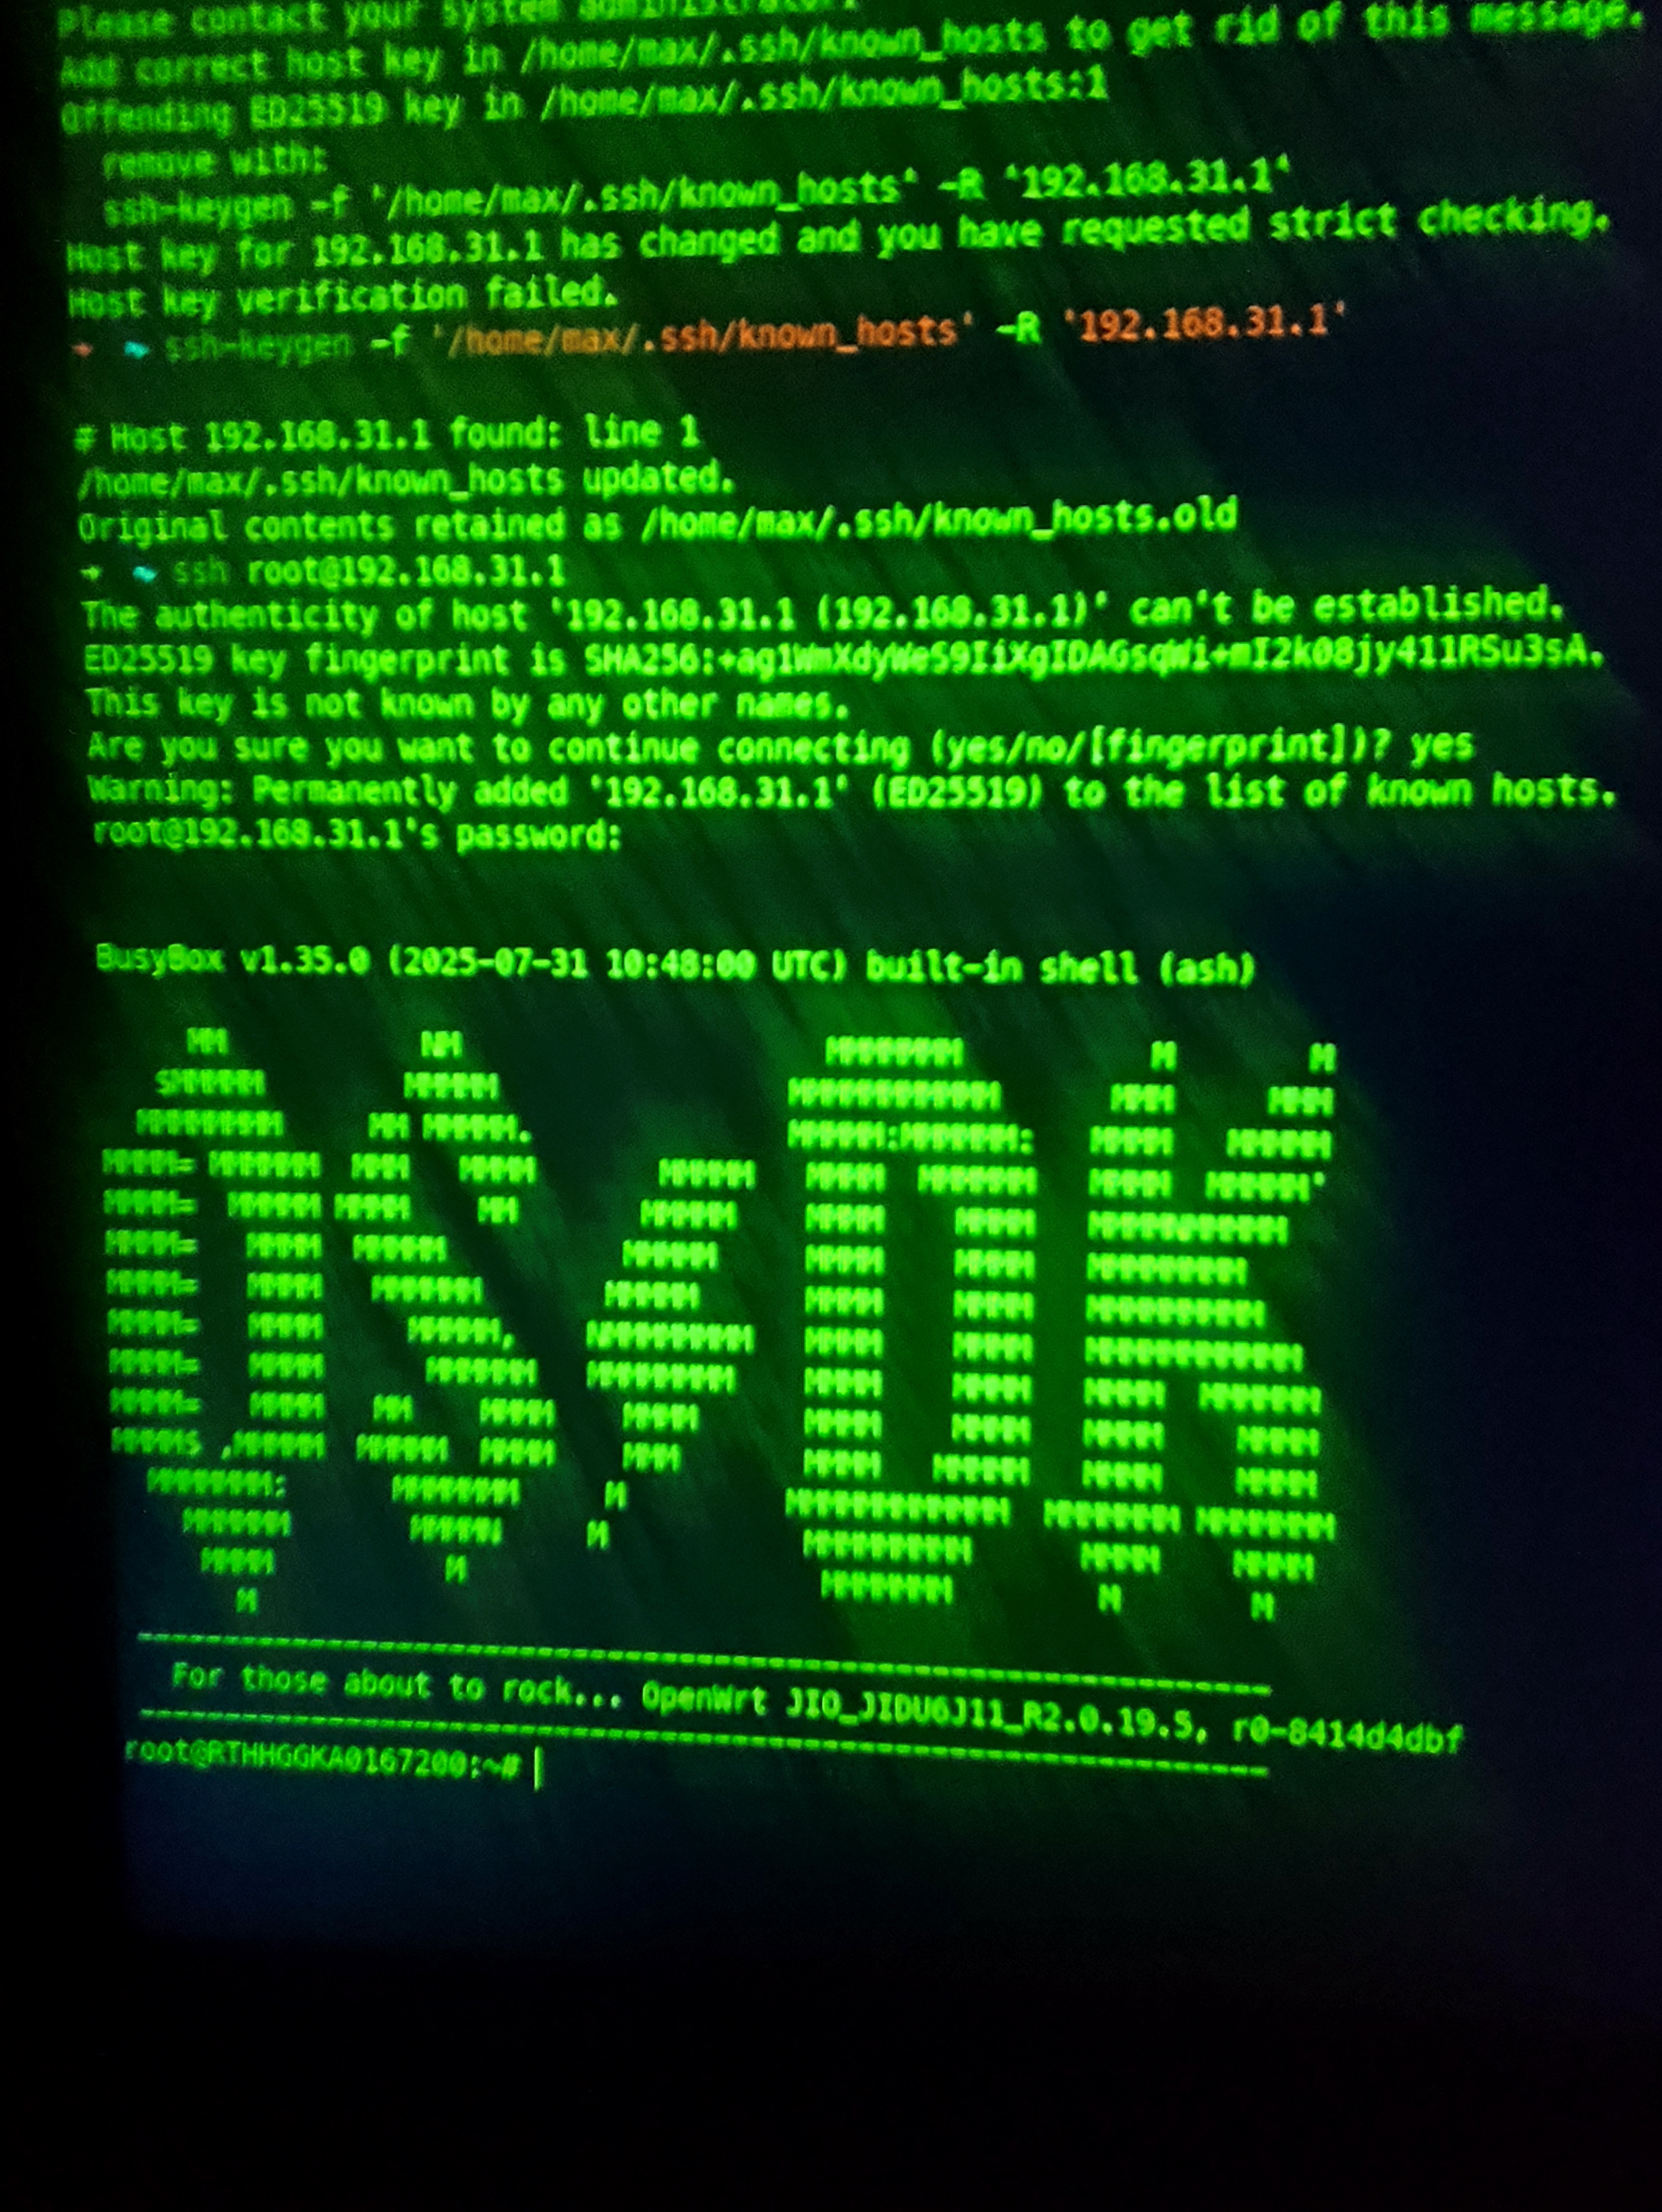 Please contact your system administrator.
Add correct host key in /home/max/.ssh/known_hosts to get rid of this message.
Offending ED25519 key in /home/max/.ssh/known_hosts:1
remove with:
ssh-keygen -f '/home/max/.ssh/known_hosts' -R '192.168.31.1'
Host key for 192.168.31.1 has changed and you have requested strict checking.
Host key verification failed.
ssh-keygen -f '/home/max/.ssh/known_hosts' -R '192.168.31.1'
# Host 192.168.31.1 found: line 1
/home/max/.ssh/known_hosts updated.
Original contents retained as /home/max/.ssh/known_hosts.old
ssh root@192.168.31.1
The authenticity of host '192.168.31.1 (192.168.31.1)' can't be established.
ED25519 key fingerprint is
This key is not known by any other names.
Are you sure you want to continue connecting (yes/no/[fingerprint])? yes
Warning: Permanently added '192.168.31.1' (ED25519) to the list of known hosts.
root@192.168.31.1's password:
BusyBox v1.35.0 (2025-07-31 10:48:00 UTC) built-in shell (ash)
For those about to rock... OpenWrt JIO_JIDU6J11_R2.0.19.5, r0-8414d4dbf
root@RTHHGGKA0167200:~#